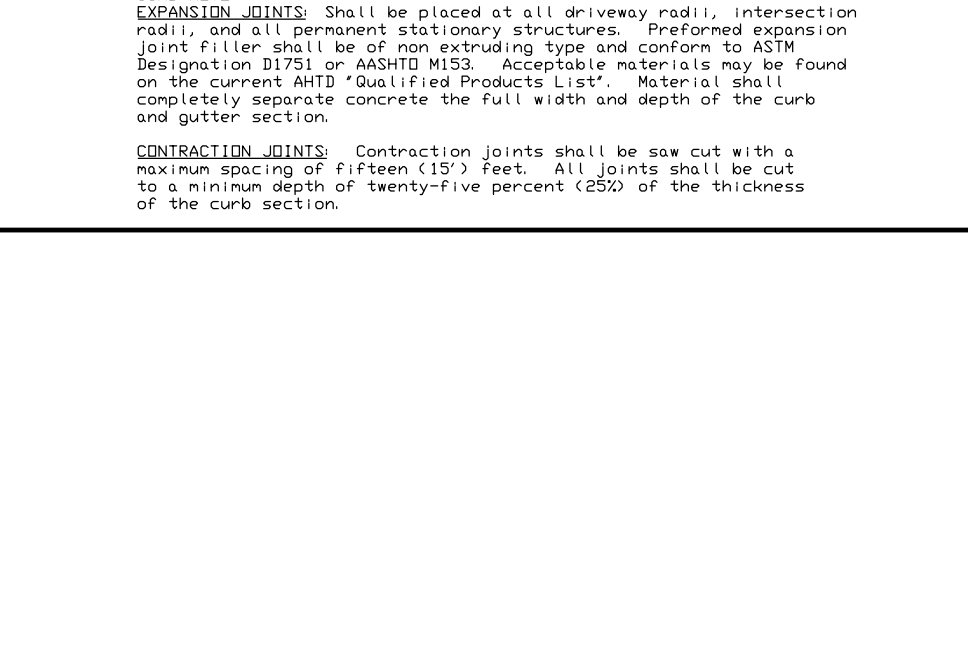 EXPANSION JOINTS: Shall be placed at all driveway radii, intersection
radii, and all permanent stationary structures. Preformed expansion
joint filler shall be of non extruding type and conform to ASTM
Designation D1751 or AASHTO M153. Acceptable materials may be found
on the current AHTD "Qualified Products List". Material shall
completely separate concrete the full width and depth of the curb
and gutter section.
CONTRACTION JOINTS: Contraction joints shall be saw cut with a
maximum spacing of fifteen (15') feet. All joints shall be cut
to a minimum depth of twenty-five percent (25%) of the thickness
of the curb section.